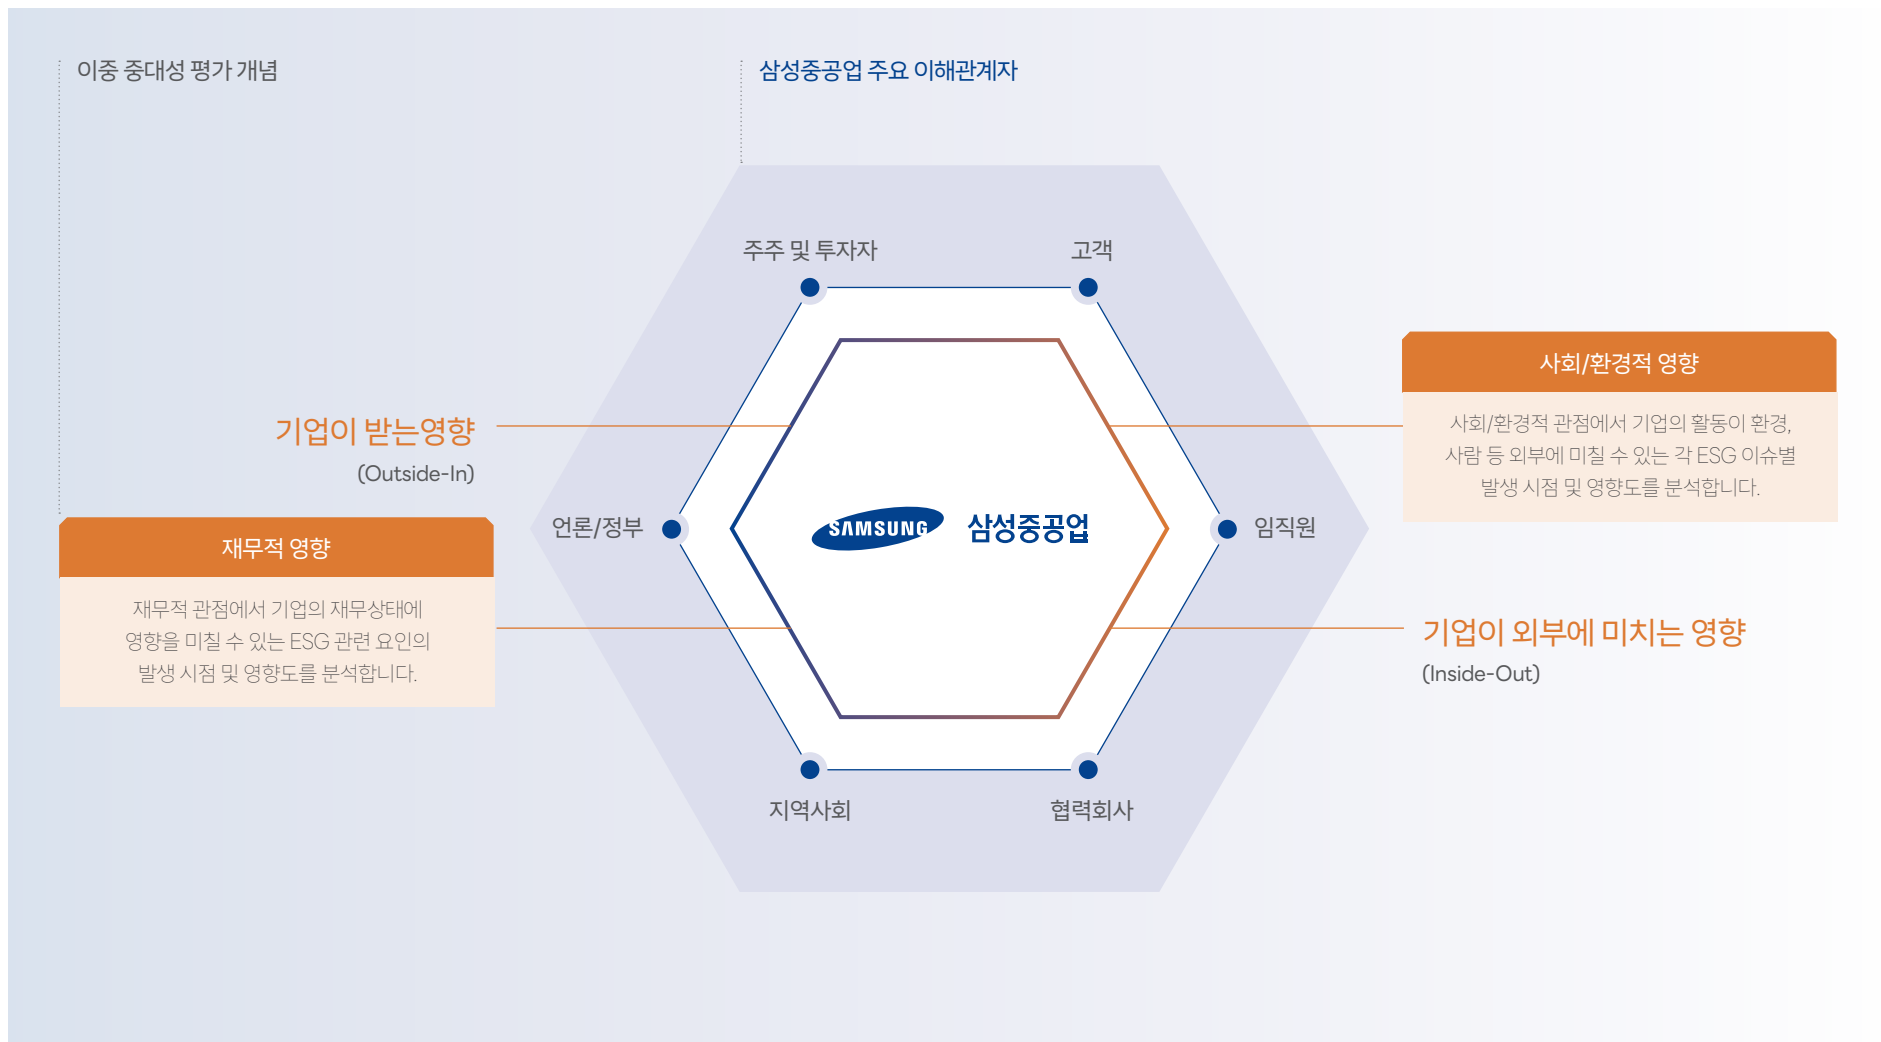 이중 중대성 평가 개념
삼성중공업 주요 이해관계자
주주 및 투자자
고객
기업이 받는영향
(Outside-In)
사회/환경적 영향
사회/환경적 관점에서 기업의 활동이 환경,
사람 등 외부에 미칠 수 있는 각 ESG 이슈별
발생 시점 및 영향도를 분석합니다.
언론/정부
SAMSUNG 삼성중공업
임직원
재무적 영향
재무적 관점에서 기업의 재무상태에
영향을 미칠 수 있는 ESG 관련 요인의
발생 시점 및 영향도를 분석합니다.
기업이 외부에 미치는 영향
(Inside-Out)
지역사회
협력회사